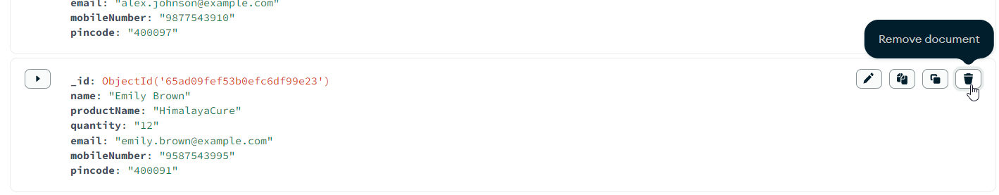 email: "alex.johnson@example.com"
mobileNumber: "9877543910"
pincode: "400097"
Remove document
_id: ObjectId('65ad09fef53b0efc6df99e23')
name: "Emily Brown"
productName: "HimalayaCure"
quantity: "12"
email: "emily.brown@example.com"
mobileNumber: "9587543995"
pincode: "400091"